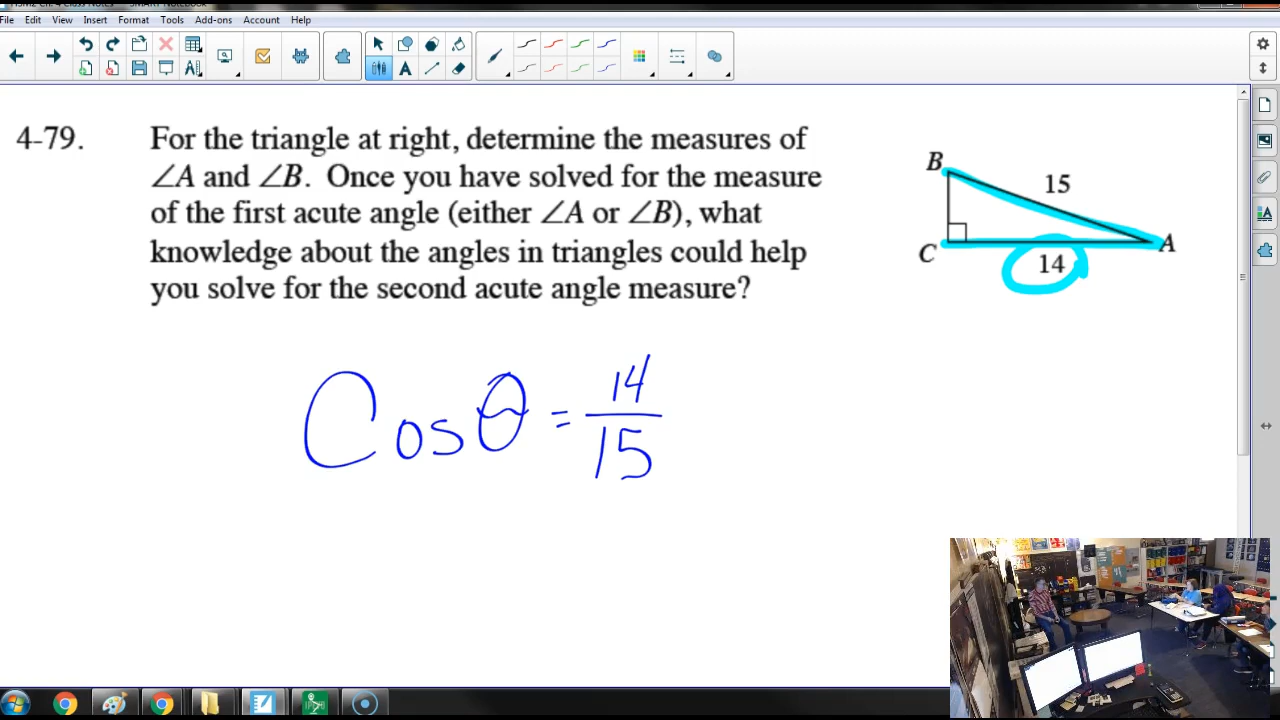 File Edit View Insert Format Tools Add-ons Account Help
4-79. For the triangle at right, determine the measures of
∠A and ∠B. Once you have solved for the measure
of the first acute angle (either ∠A or ∠B), what
knowledge about the angles in triangles could help
you solve for the second acute angle measure?
B
15
C
A
14
Cosθ = 14/15